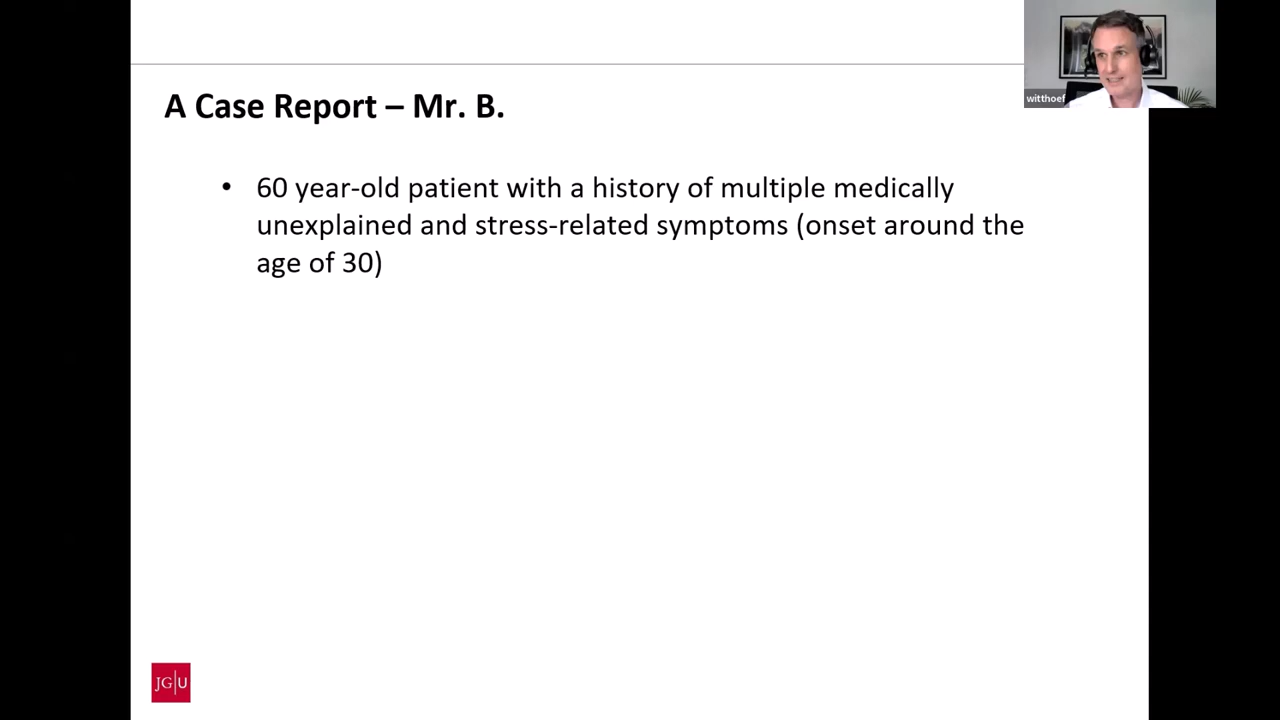 witthoef
A Case Report – Mr. B.
• 60 year-old patient with a history of multiple medically
unexplained and stress-related symptoms (onset around the
age of 30)
JG|U